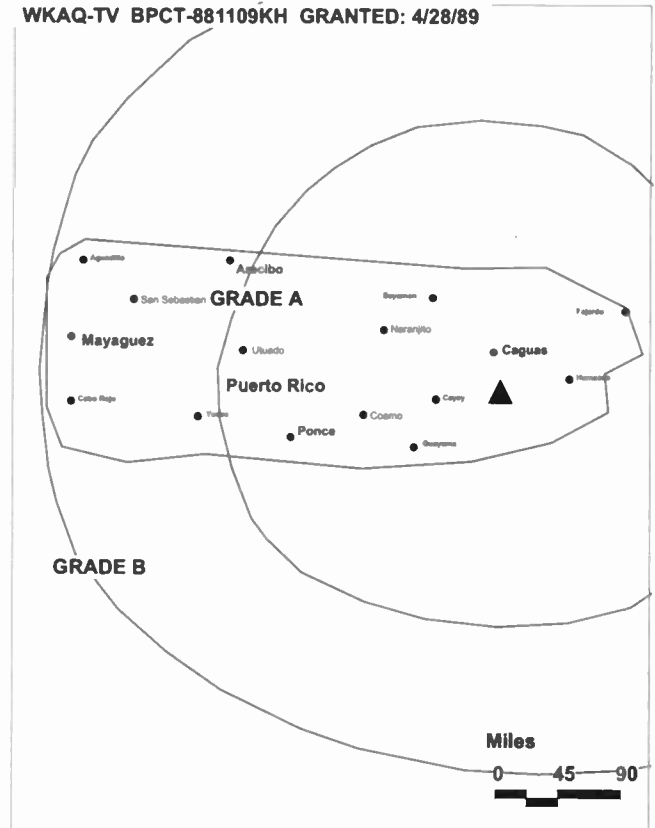 WKAQ-TV BPCT-881109KH GRANTED: 4/28/89
Aguadilla
Arecibo
San Sebastian
GRADE A
Bayamon
Fajardo
Mayaguez
Naranjito
Utuado
Caguas
Puerto Rico
Humacao
Cabo Rojo
Cayey
Yauco
Coamo
Ponce
Guayama
GRADE B
Miles
0 45 90